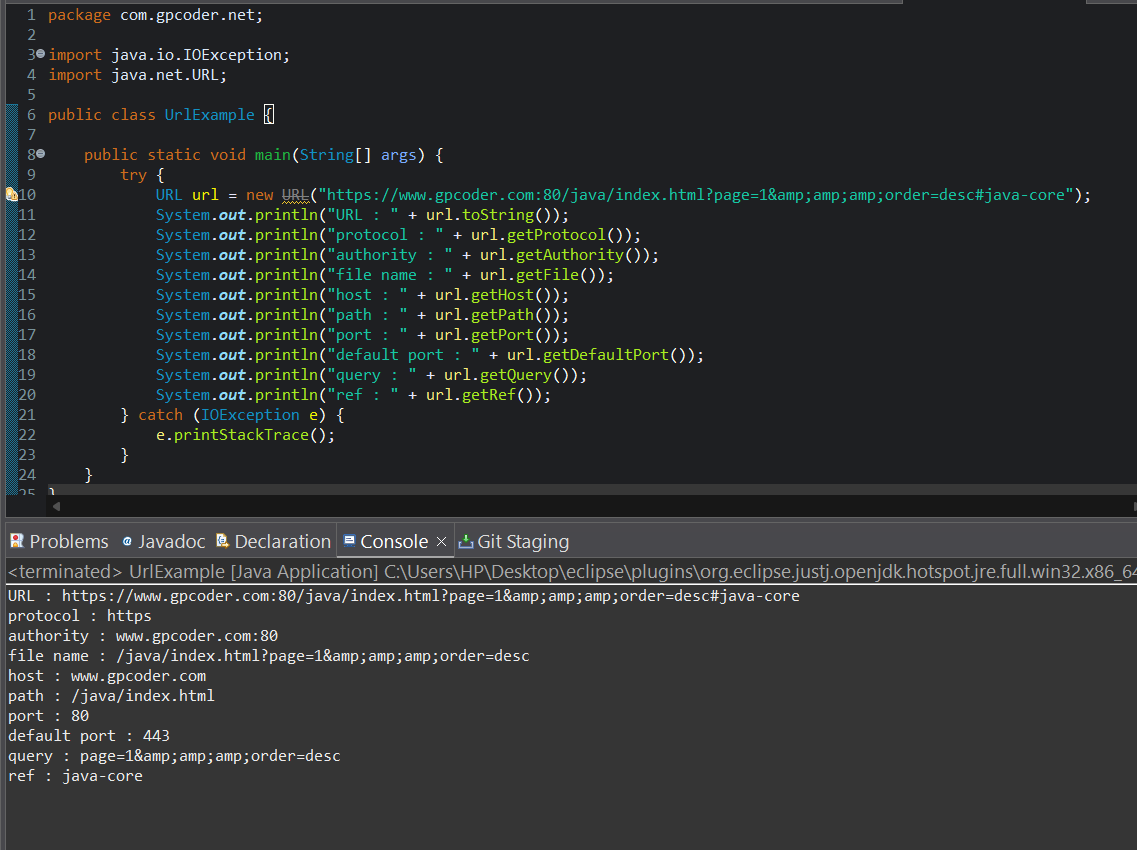 1 package com.gpcoder.net;
2
3 import java.io.IOException;
4 import java.net.URL;
5
6 public class UrlExample {
7
8     public static void main(String[] args) {
9         try {
10             URL url = new URL("https://www.gpcoder.com:80/java/index.html?page=1&amp;amp;amp;order=desc#java-core");
11             System.out.println("URL : " + url.toString());
12             System.out.println("protocol : " + url.getProtocol());
13             System.out.println("authority : " + url.getAuthority());
14             System.out.println("file name : " + url.getFile());
15             System.out.println("host : " + url.getHost());
16             System.out.println("path : " + url.getPath());
17             System.out.println("port : " + url.getPort());
18             System.out.println("default port : " + url.getDefaultPort());
19             System.out.println("query : " + url.getQuery());
20             System.out.println("ref : " + url.getRef());
21         } catch (IOException e) {
22             e.printStackTrace();
23         }
24     }
25 }
Problems Javadoc Declaration Console Git Staging
<terminated> UrlExample [Java Application] C:\Users\HP\Desktop\eclipse\plugins\org.eclipse.justj.openjdk.hotspot.jre.full.win32.x86_64
URL : https://www.gpcoder.com:80/java/index.html?page=1&amp;amp;amp;order=desc#java-core
protocol : https
authority : www.gpcoder.com:80
file name : /java/index.html?page=1&amp;amp;amp;order=desc
host : www.gpcoder.com
path : /java/index.html
port : 80
default port : 443
query : page=1&amp;amp;amp;order=desc
ref : java-core